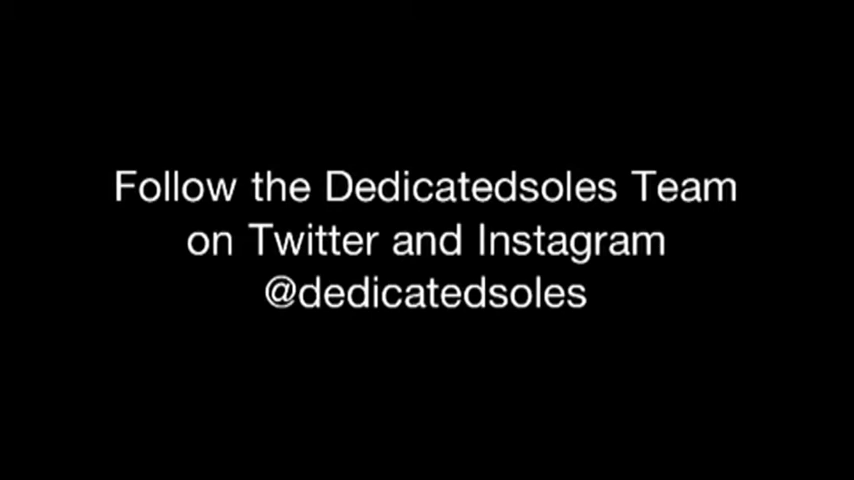 Follow the Dedicatedsoles Team
on Twitter and Instagram
@dedicatedsoles